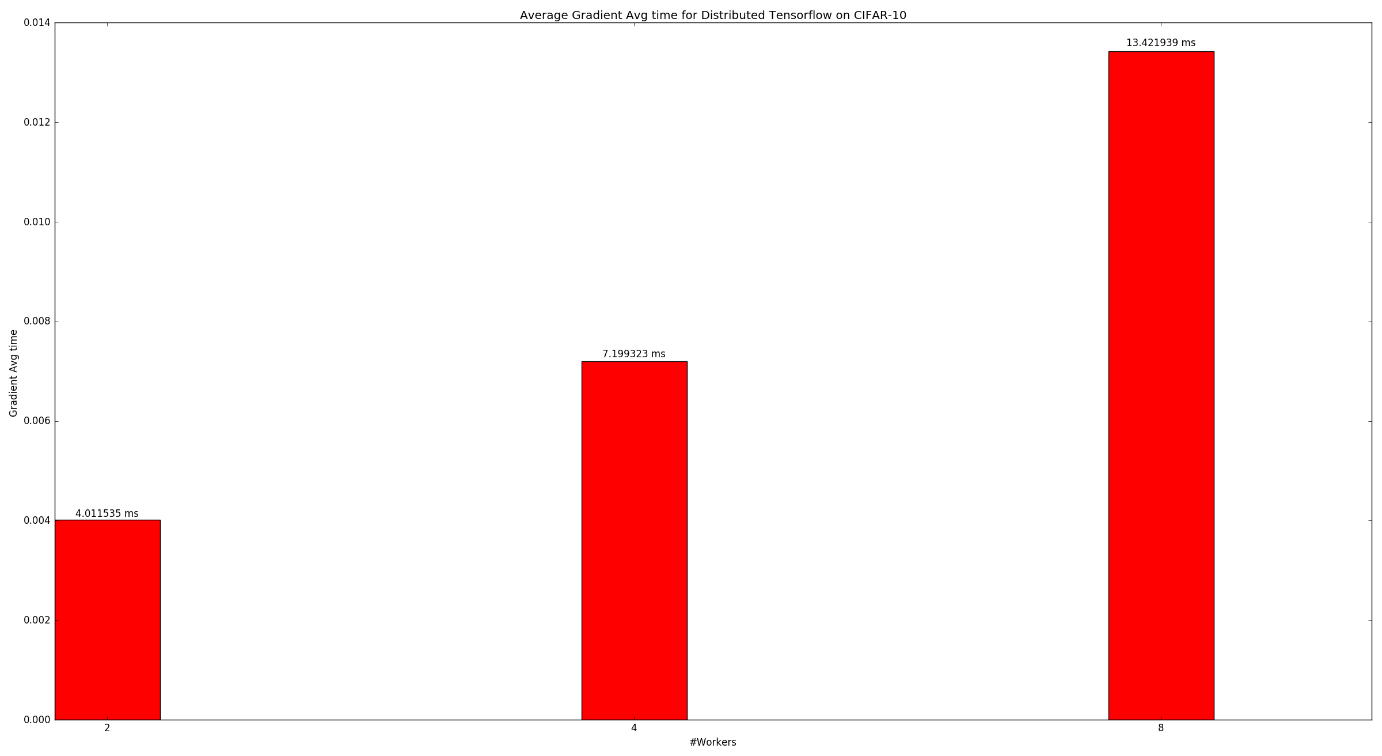 Average Gradient Avg time for Distributed Tensorflow on CIFAR-10
0.014
13.421939 ms
0.012
0.010
0.008
7.199323 ms
Gradient Avg time
0.006
0.004
4.011535 ms
0.002
0.000
2 4 8
#Workers